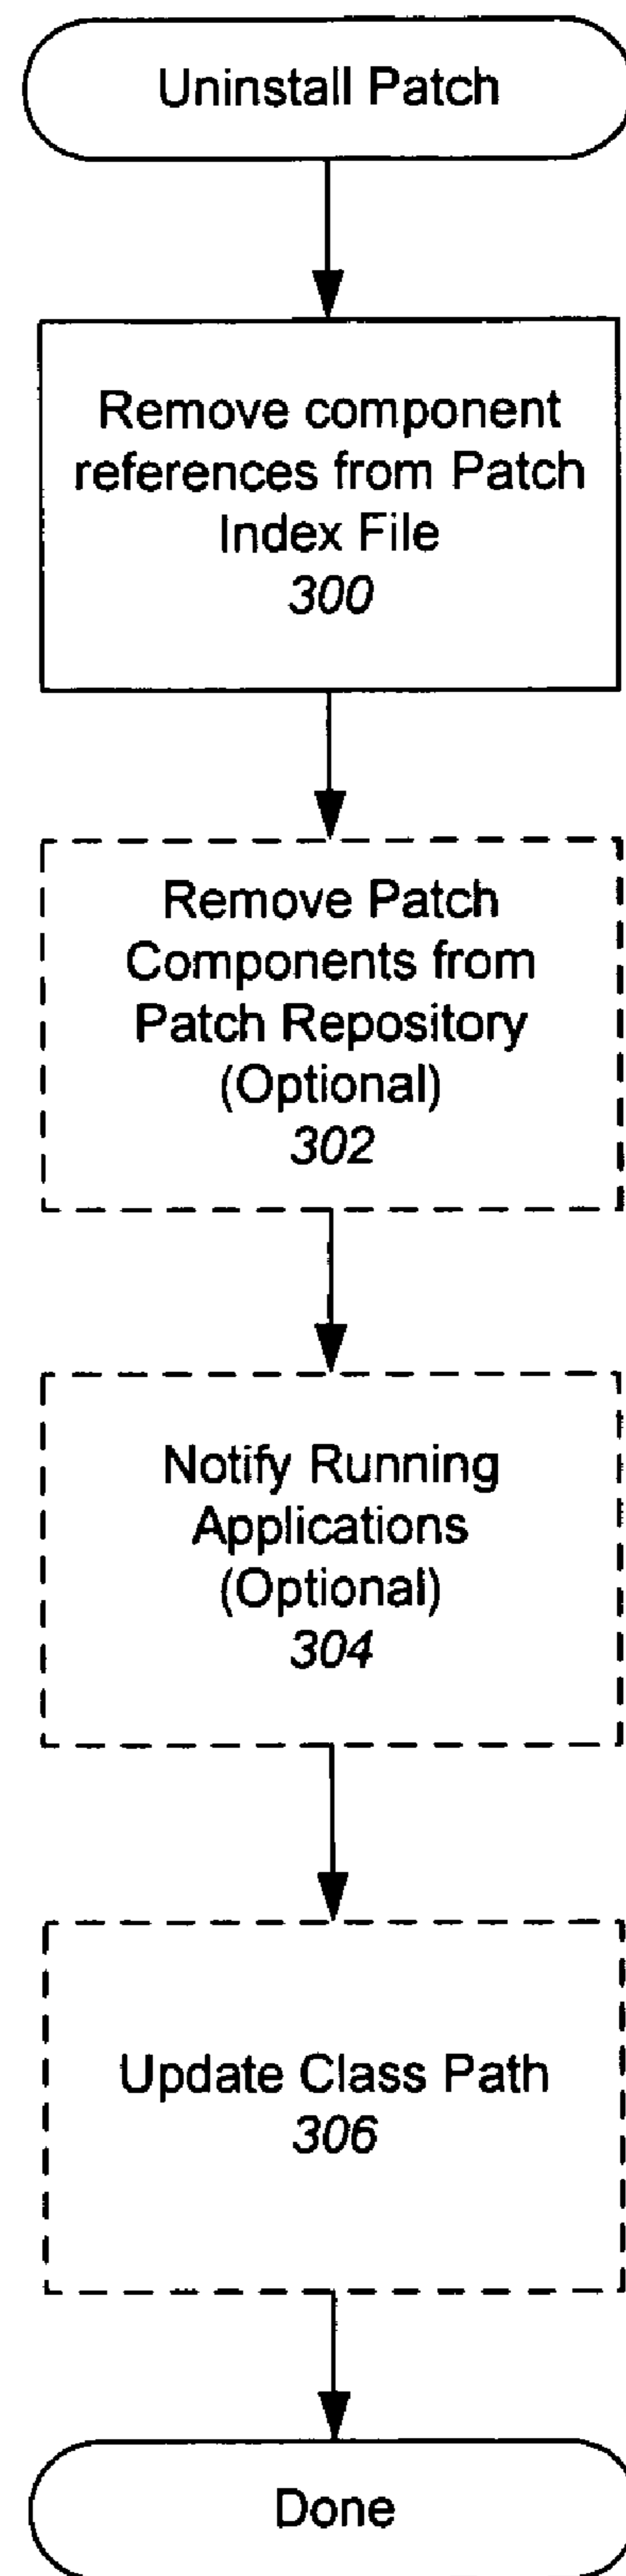 Uninstall Patch
Remove component
references from Patch
Index File
300
Remove Patch
Components from
Patch Repository
(Optional)
302
Notify Running
Applications
(Optional)
304
Update Class Path
306
Done